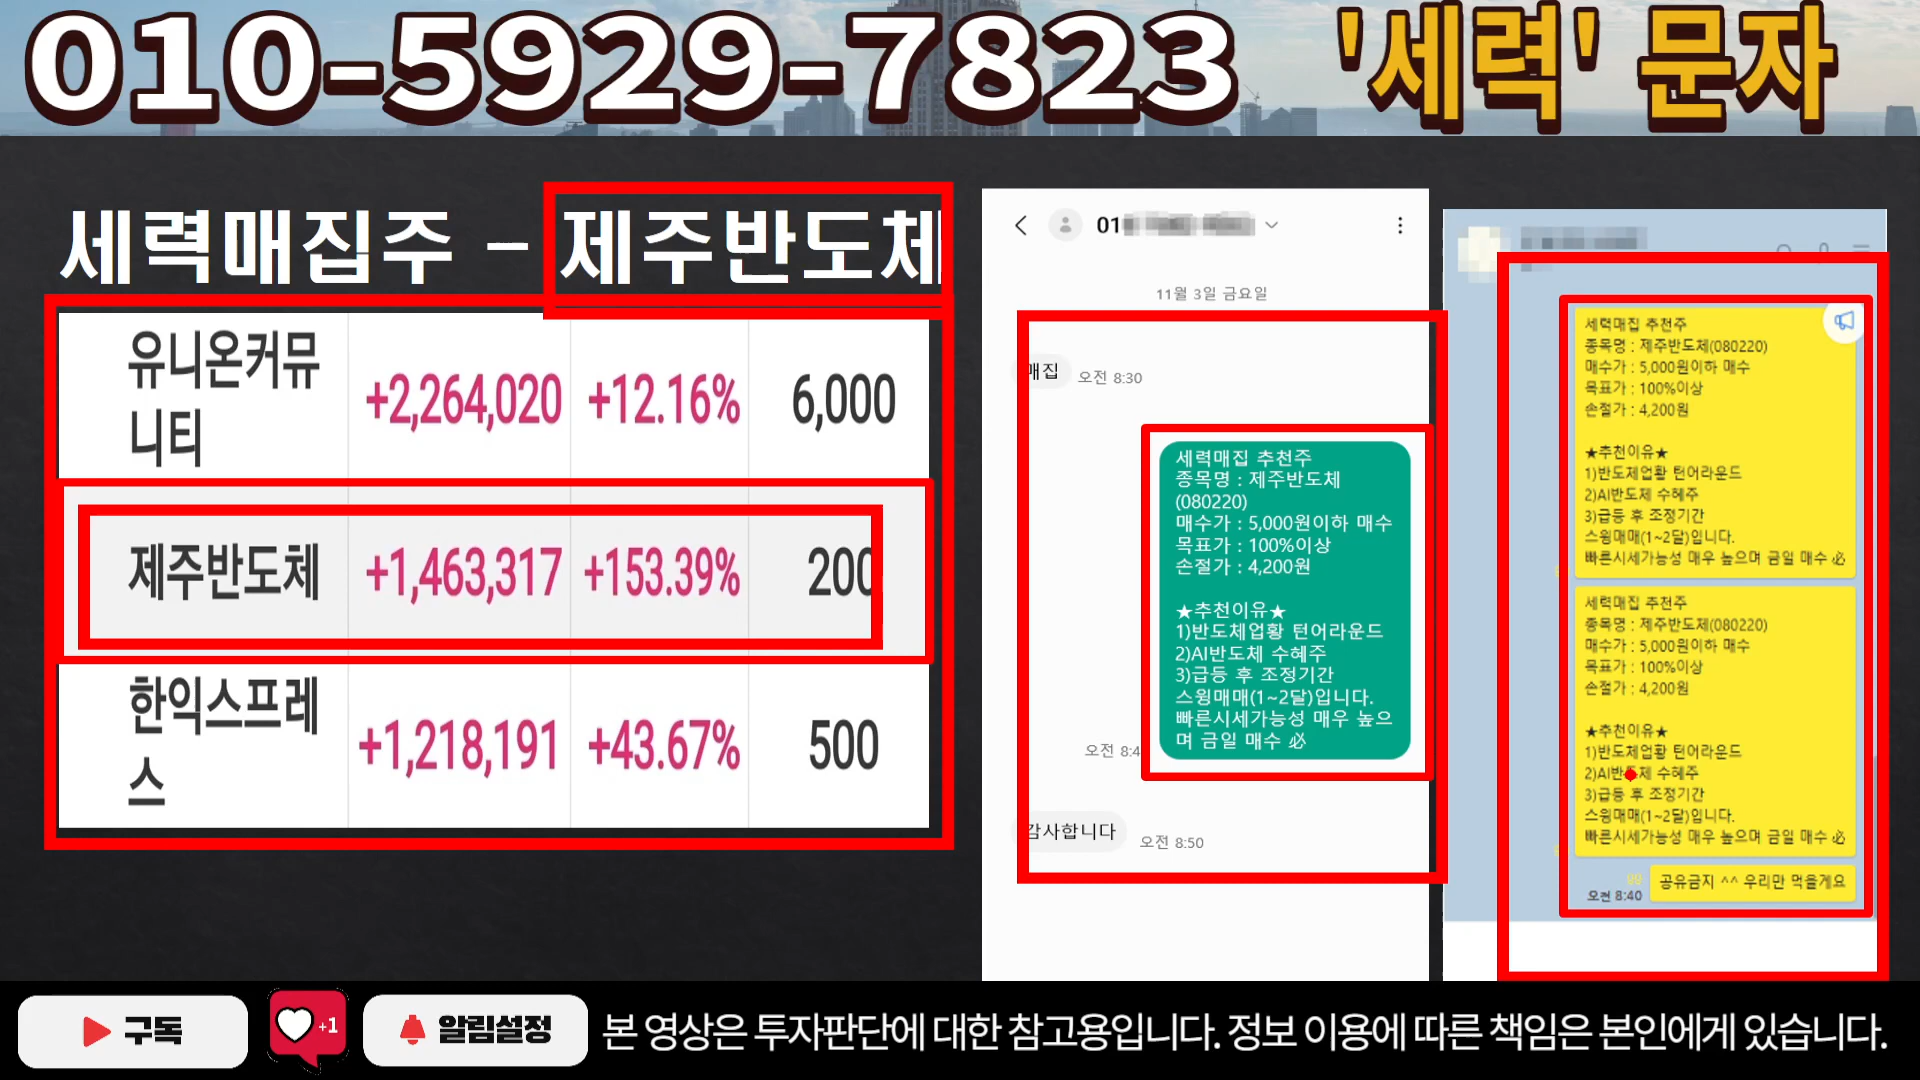 010-5929-7823 '세력' 문자
세력매집주 - 제주반도체
유니온커뮤
니티
+2,264,020
+12.16%
6,000
제주반도체
+1,463,317
+153.39%
200
한익스프레
스
+1,218,191
+43.67%
500
01
11월 3일 금요일
매집
오전 8:30
세력매집 추천주
종목명 : 제주반도체
(080220)
매수가 : 5,000원이하 매수
목표가 : 100%이상
손절가 : 4,200원
★추천이유★
1)반도체업황 턴어라운드
2)AI반도체 수혜주
3)급등 후 조정기간
스윙매매(1~2달)입니다.
빠른시세가능성 매우 높으
며 금일 매수 必
오전 8:4
감사합니다
오전 8:50
세력매집 추천주
종목명 : 제주반도체(080220)
매수가 : 5,000원이하 매수
목표가 : 100%이상
손절가 : 4,200원
★추천이유★
1)반도체업황 턴어라운드
2)AI반도체 수혜주
3)급등 후 조정기간
스윙매매(1~2달)입니다.
빠른시세가능성 매우 높으며 금일 매수 必
세력매집 추천주
종목명 : 제주반도체(080220)
매수가 : 5,000원이하 매수
목표가 : 100%이상
손절가 : 4,200원
★추천이유★
1)반도체업황 턴어라운드
2)AI반도체 수혜주
3)급등 후 조정기간
스윙매매(1~2달)입니다.
빠른시세가능성 매우 높으며 금일 매수 必
공유금지 ^^ 우리만 먹을게요
오전 8:40
구독
+1
알림설정
본 영상은 투자판단에 대한 참고용입니다. 정보 이용에 따른 책임은 본인에게 있습니다.